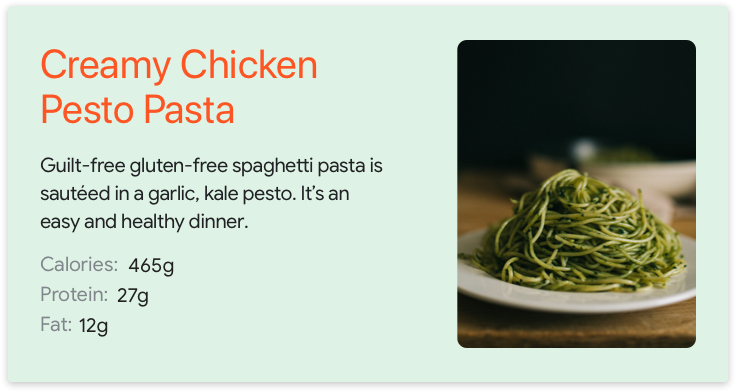 Creamy Chicken
Pesto Pasta
Guilt-free gluten-free spaghetti pasta is
sautéed in a garlic, kale pesto. It’s an
easy and healthy dinner.
Calories: 465g
Protein: 27g
Fat: 12g